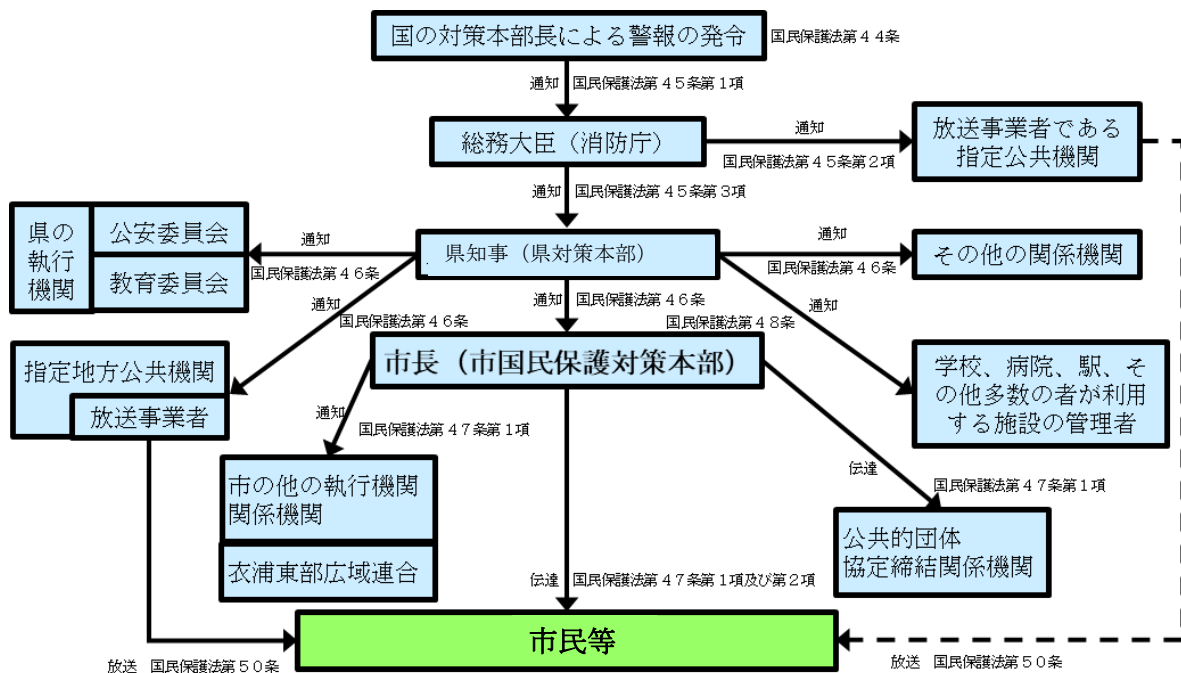 国の対策本部長による警報の発令
国民保護法第４４条
通知 国民保護法第４５条第１項
総務大臣（消防庁）
通知
国民保護法第４５条第２項
放送事業者である
指定公共機関
通知 国民保護法第４５条第３項
県の
執行
機関
公安委員会
教育委員会
通知
国民保護法第４６条
県知事（県対策本部）
通知
国民保護法第４６条
その他の関係機関
通知
国民保護法第４６条
通知 国民保護法第４６条
通知
国民保護法第４８条
指定地方公共機関
放送事業者
市長（市国民保護対策本部）
学校、病院、駅、そ
の他多数の者が利用
する施設の管理者
通知
国民保護法第４７条第１項
市の他の執行機関
関係機関
衣浦東部広域連合
伝達
国民保護法第４７条第１項
公共的団体
協定締結関係機関
伝達 国民保護法第４７条第１項及び第２項
市民等
放送 国民保護法第５０条
放送 国民保護法第５０条